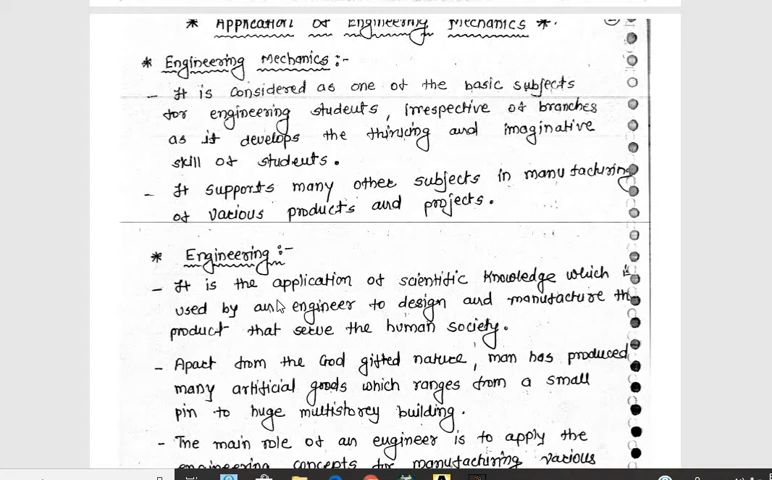 * Application of Engineering Mechanics *
* Engineering Mechanics :-
- It is considered as one of the basic subjects
for engineering students, irrespective of branches
as it develops the thinking and imaginative
skill of students.
- It supports many other subjects in manufacturing
of various products and projects.
* Engineering :-
- It is the application of scientific knowledge which is
used by an engineer to design and manufacture the
product that serve the human society.
- Apart from the God gifted nature, man has produced
many artificial goods which ranges from a small
pin to huge multistorey building.
- The main role of an engineer is to apply the
engineering concepts for manufacturing various